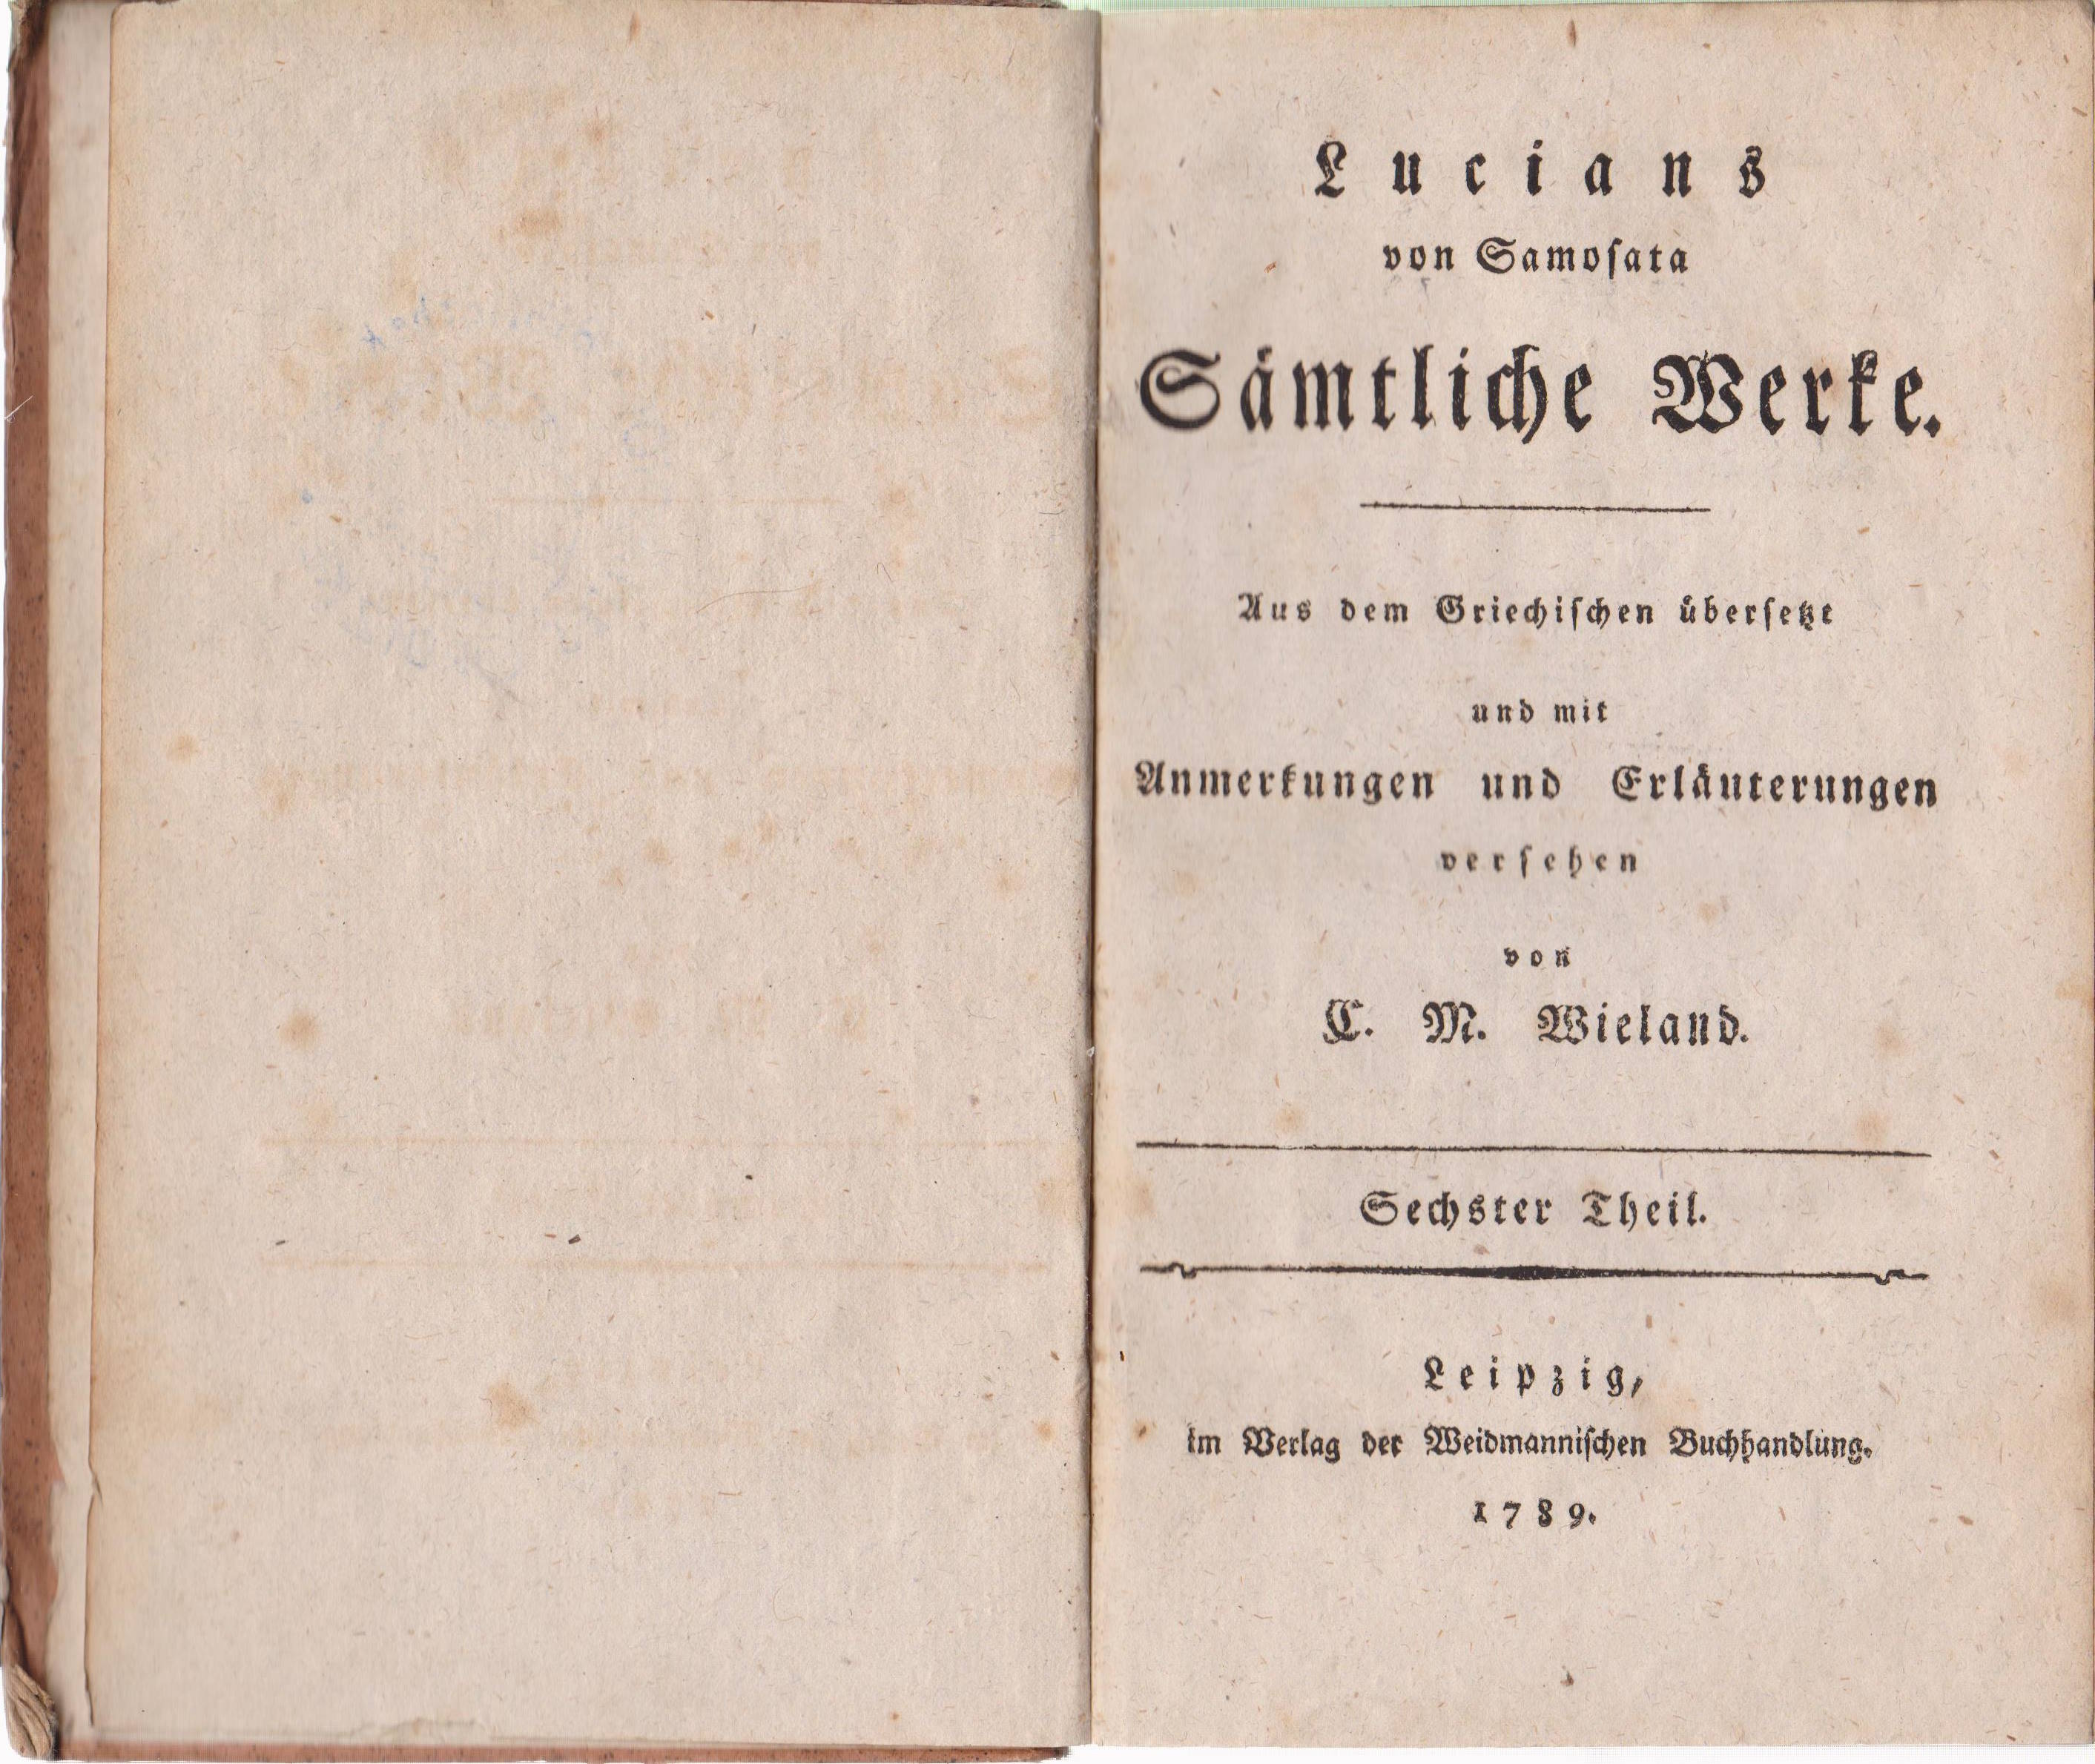 Lucians
von Samoſata
Sämtliche Werke.
Aus dem Griechiſchen überſetzt
und mit
Anmerkungen und Erläuterungen
verſehen
von
C. M. Wieland.
Sechster Theil.
Leipzig,
im Verlag der Weidmanniſchen Buchhandlung.
1789.